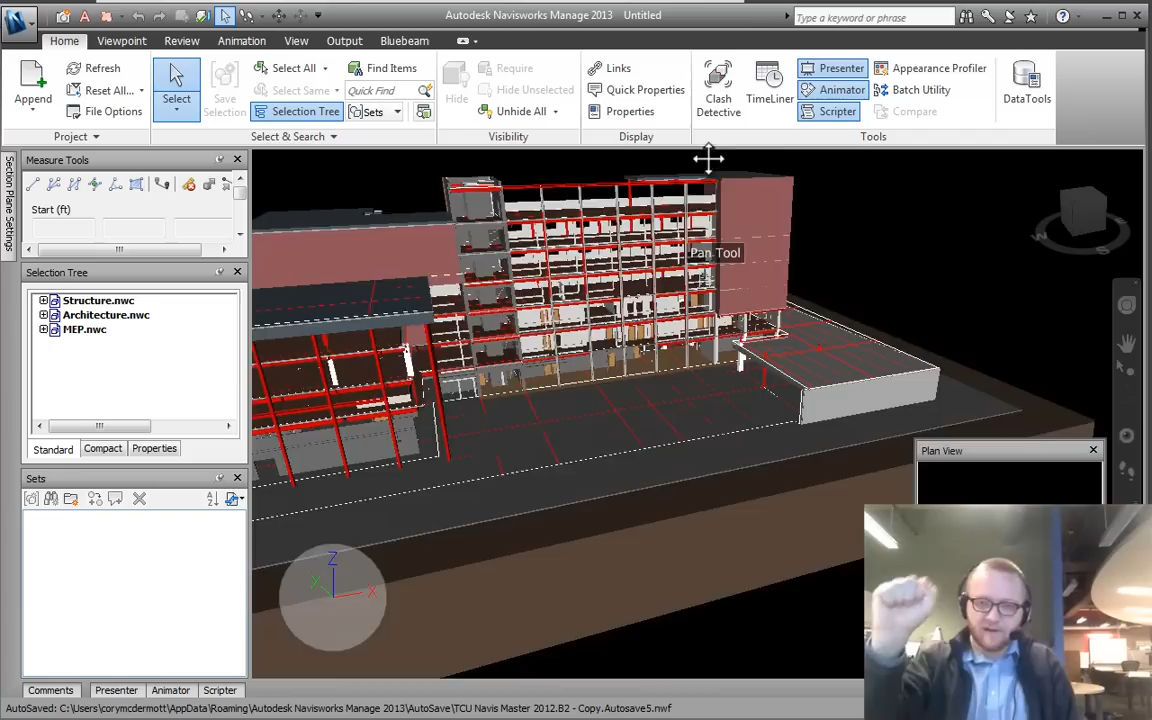 Autodesk Navisworks Manage 2013 Untitled
Type a keyword or phrase
Home Viewpoint Review Animation View Output Bluebeam
Append
Refresh
Reset All...
File Options
Project
Select
Save Selection
Select All
Select Same
Selection Tree
Find Items
Quick Find
Sets
Select & Search
Hide
Require
Hide Unselected
Unhide All
Visibility
Links
Quick Properties
Properties
Display
Clash Detective
TimeLiner
Presenter
Animator
Scripter
Appearance Profiler
Batch Utility
Compare
Tools
DataTools
Section Plane Settings
Measure Tools
Start (ft)
Selection Tree
Structure.nwc
Architecture.nwc
MEP.nwc
Standard Compact Properties
Sets
Pan Tool
Plan View
Z
X
X
Comments Presenter Animator Scripter
AutoSaved: C:\Users\corymcdermott\AppData\Roaming\Autodesk Navisworks Manage 2013\AutoSave\TCU Navis Master 2012.B2 - Copy.Autosave5.nwf